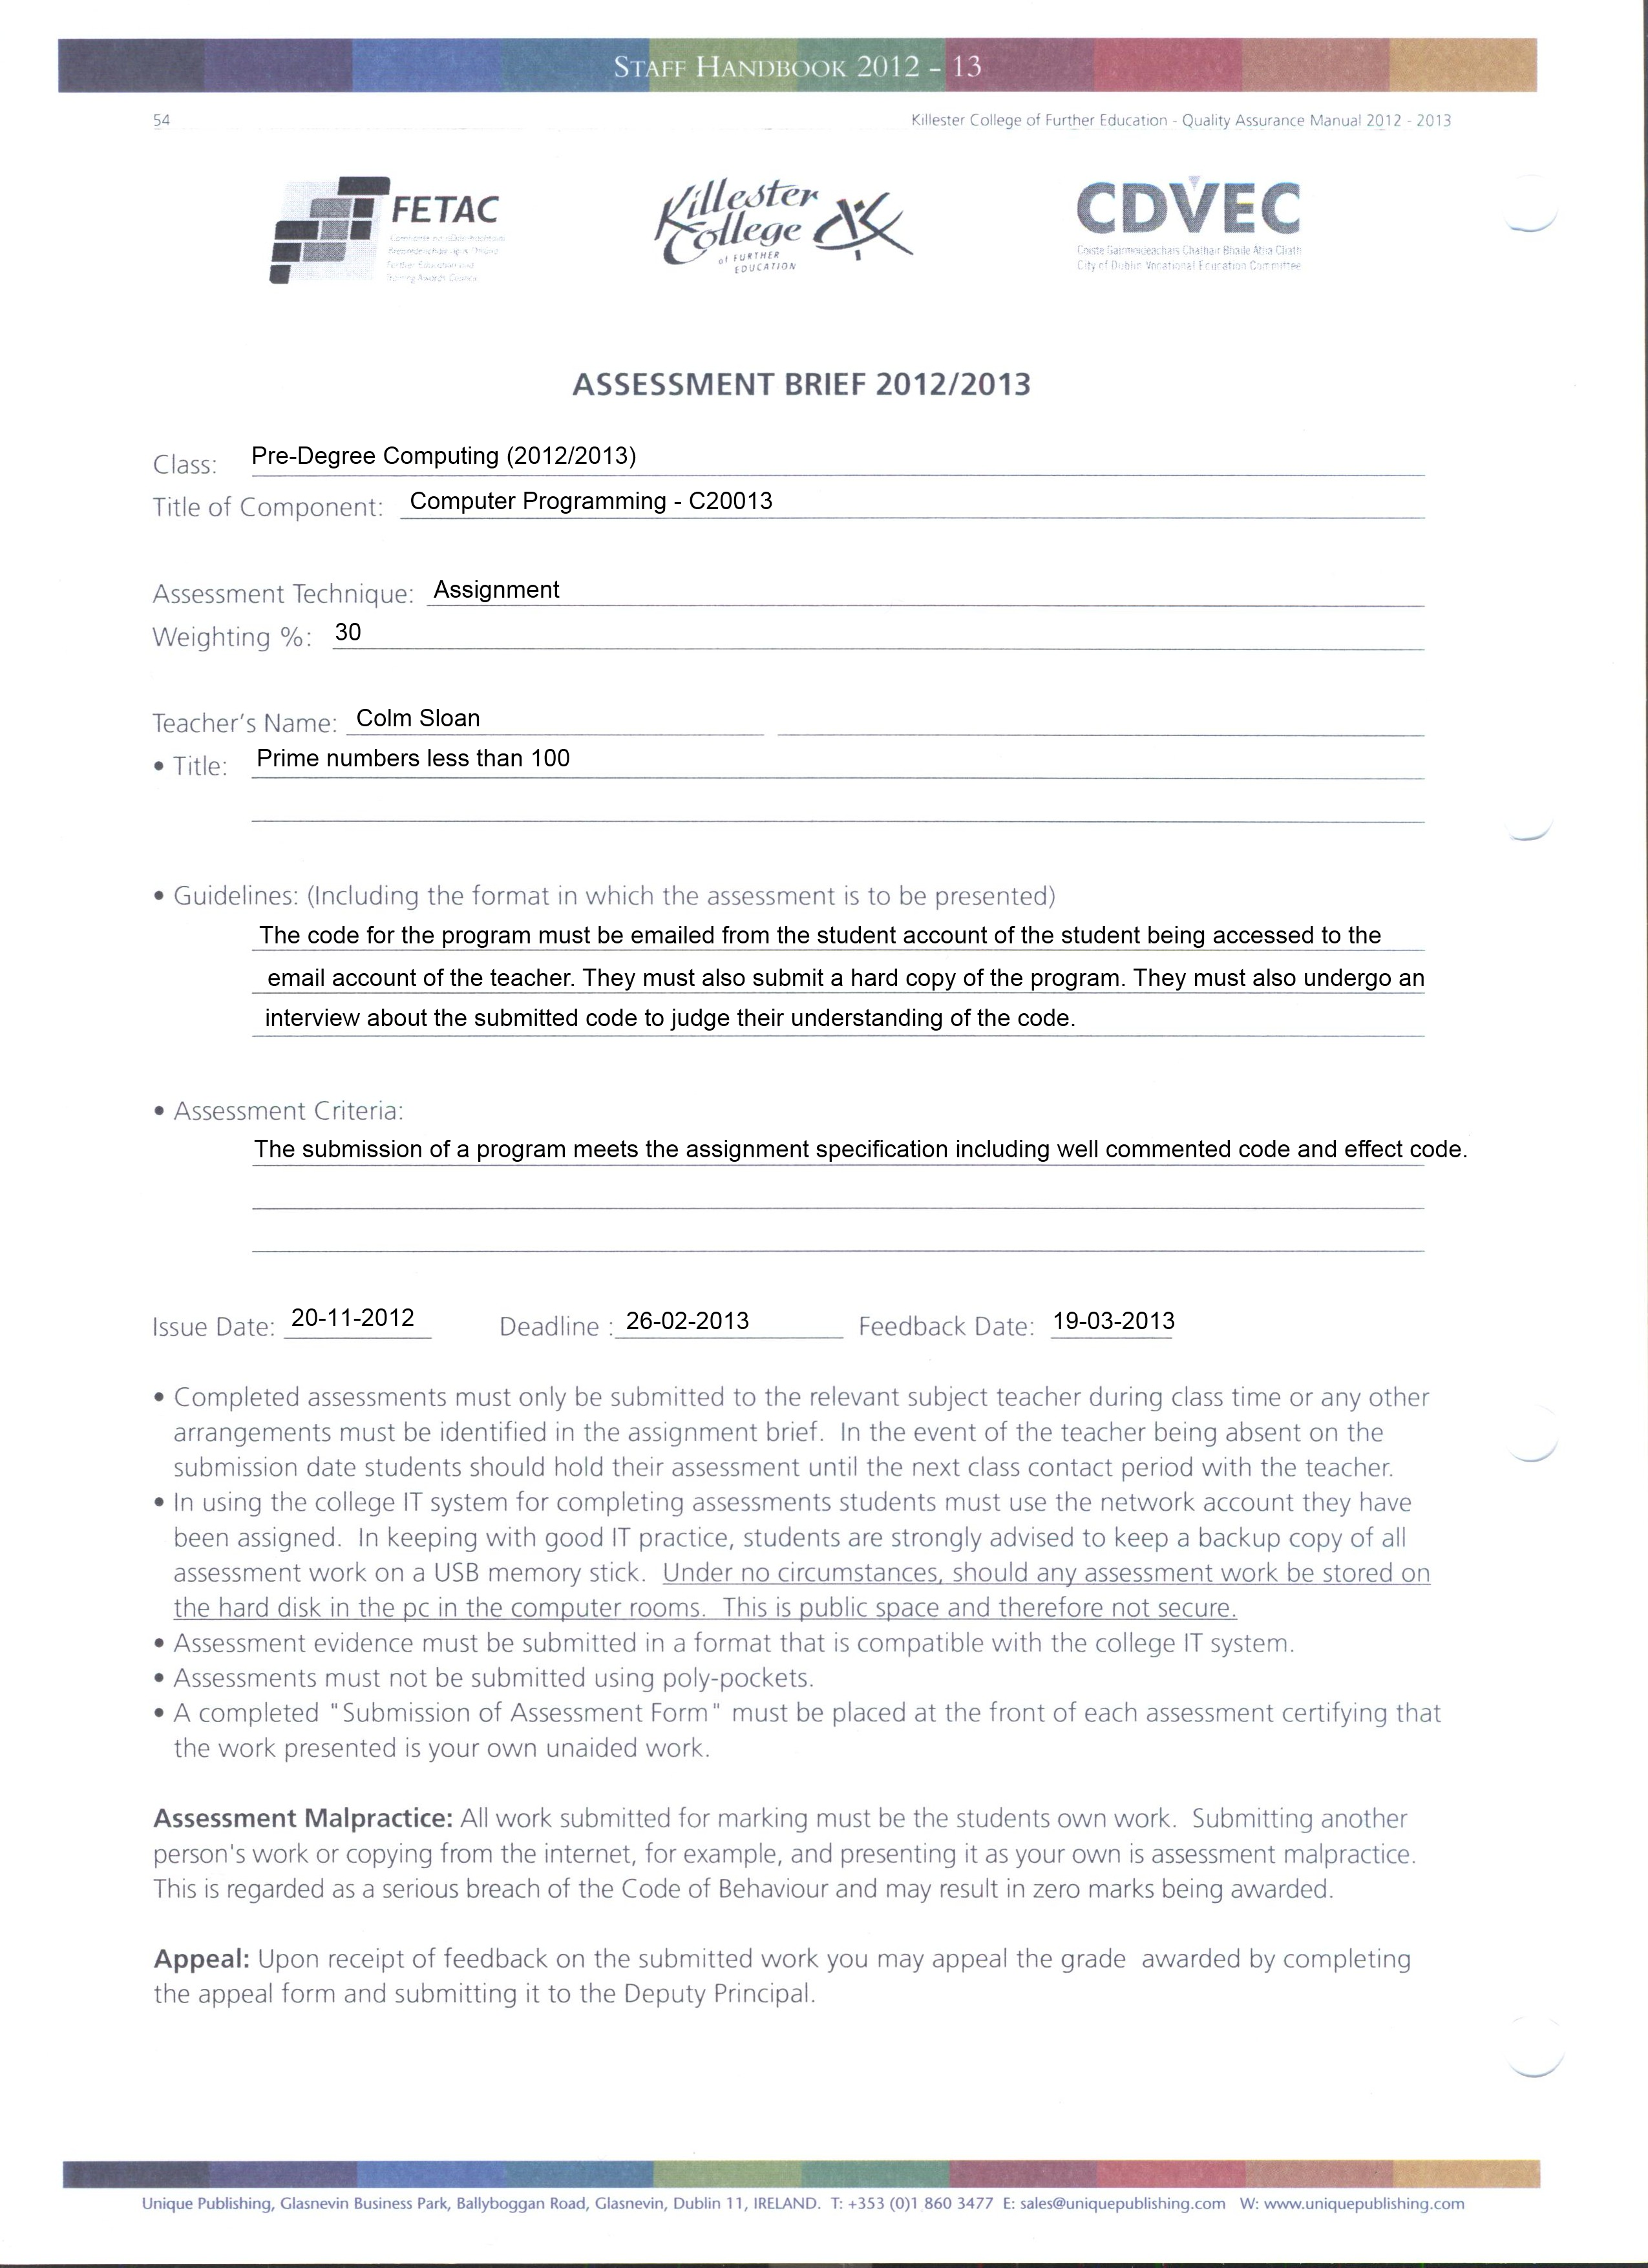 STAFF HANDBOOK 2012 – 13
54
Killester College of Further Education - Quality Assurance Manual 2012 - 2013
FETAC
Further Education and
Training Awards Council
Killester
College
of FURTHER
EDUCATION
CDVEC
Coiste Gairmoideachais Chathair Bhaile Átha Cliath
City of Dublin Vocational Education Committee
ASSESSMENT BRIEF 2012/2013
Class: Pre-Degree Computing (2012/2013)
Title of Component: Computer Programming - C20013
Assessment Technique: Assignment
Weighting %: 30
Teacher's Name: Colm Sloan
• Title: Prime numbers less than 100
• Guidelines: (Including the format in which the assessment is to be presented)
The code for the program must be emailed from the student account of the student being accessed to the
email account of the teacher. They must also submit a hard copy of the program. They must also undergo an
interview about the submitted code to judge their understanding of the code.
• Assessment Criteria:
The submission of a program meets the assignment specification including well commented code and effect code.
Issue Date: 20-11-2012 Deadline : 26-02-2013 Feedback Date: 19-03-2013
• Completed assessments must only be submitted to the relevant subject teacher during class time or any other
arrangements must be identified in the assignment brief. In the event of the teacher being absent on the
submission date students should hold their assessment until the next class contact period with the teacher.
• In using the college IT system for completing assessments students must use the network account they have
been assigned. In keeping with good IT practice, students are strongly advised to keep a backup copy of all
assessment work on a USB memory stick. Under no circumstances, should any assessment work be stored on
the hard disk in the pc in the computer rooms. This is public space and therefore not secure.
• Assessment evidence must be submitted in a format that is compatible with the college IT system.
• Assessments must not be submitted using poly-pockets.
• A completed "Submission of Assessment Form" must be placed at the front of each assessment certifying that
the work presented is your own unaided work.
Assessment Malpractice: All work submitted for marking must be the students own work. Submitting another
person's work or copying from the internet, for example, and presenting it as your own is assessment malpractice.
This is regarded as a serious breach of the Code of Behaviour and may result in zero marks being awarded.
Appeal: Upon receipt of feedback on the submitted work you may appeal the grade awarded by completing
the appeal form and submitting it to the Deputy Principal.
Unique Publishing, Glasnevin Business Park, Ballyboggan Road, Glasnevin, Dublin 11, IRELAND. T: +353 (0)1 860 3477 E: sales@uniquepublishing.com W: www.uniquepublishing.com